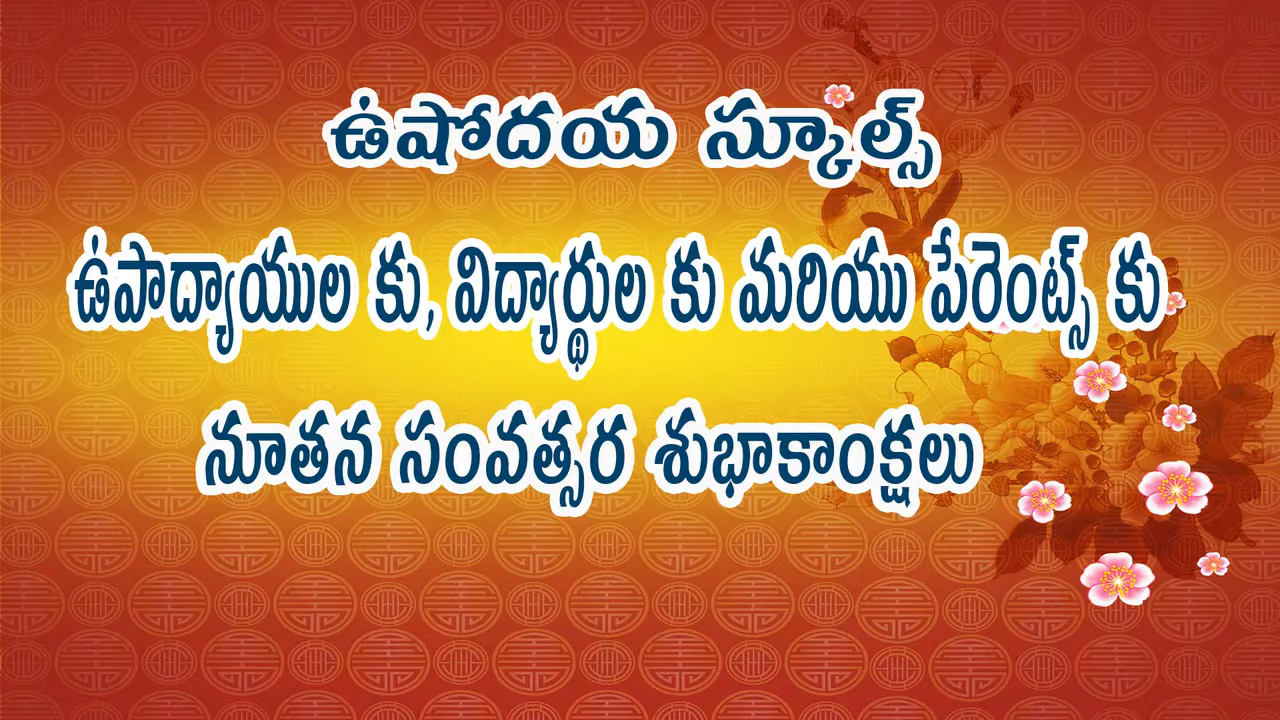 ఉషోదయ స్కూల్స్
ఉపాద్యాయుల కు, విద్యార్థుల కు మరియు పేరెంట్స్ కు
నూతన సంవత్సర శుభాకాంక్షలు